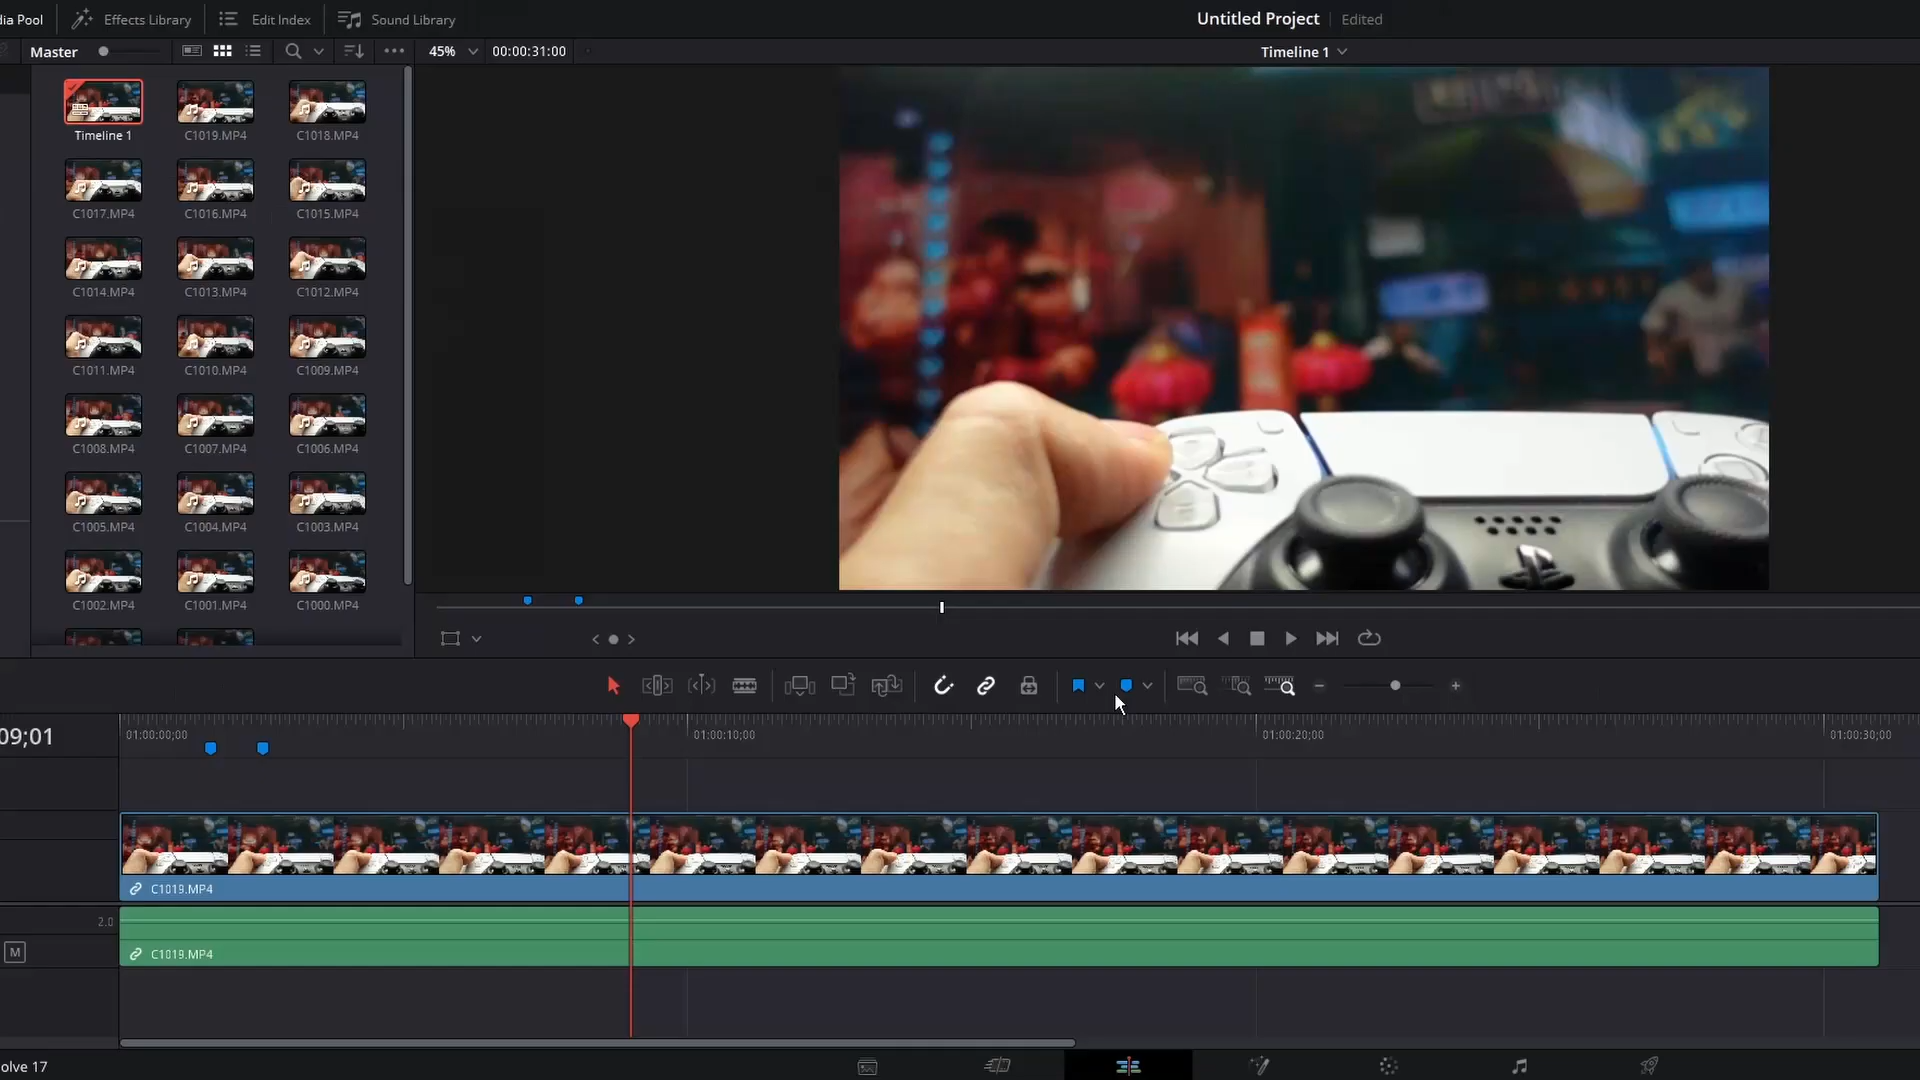 dia Pool
Effects Library
Edit Index
Sound Library
Untitled Project
Edited
Master
45%
00:00:31:00
Timeline 1
Timeline 1
C1019.MP4
C1018.MP4
C1017.MP4
C1016.MP4
C1015.MP4
C1014.MP4
C1013.MP4
C1012.MP4
C1011.MP4
C1010.MP4
C1009.MP4
C1008.MP4
C1007.MP4
C1006.MP4
C1005.MP4
C1004.MP4
C1003.MP4
C1002.MP4
C1001.MP4
C1000.MP4
09;01
01:00:00;00
01:00:10;00
01:00:20;00
01:00:30;00
C1019.MP4
2.0
M
C1019.MP4
olve 17